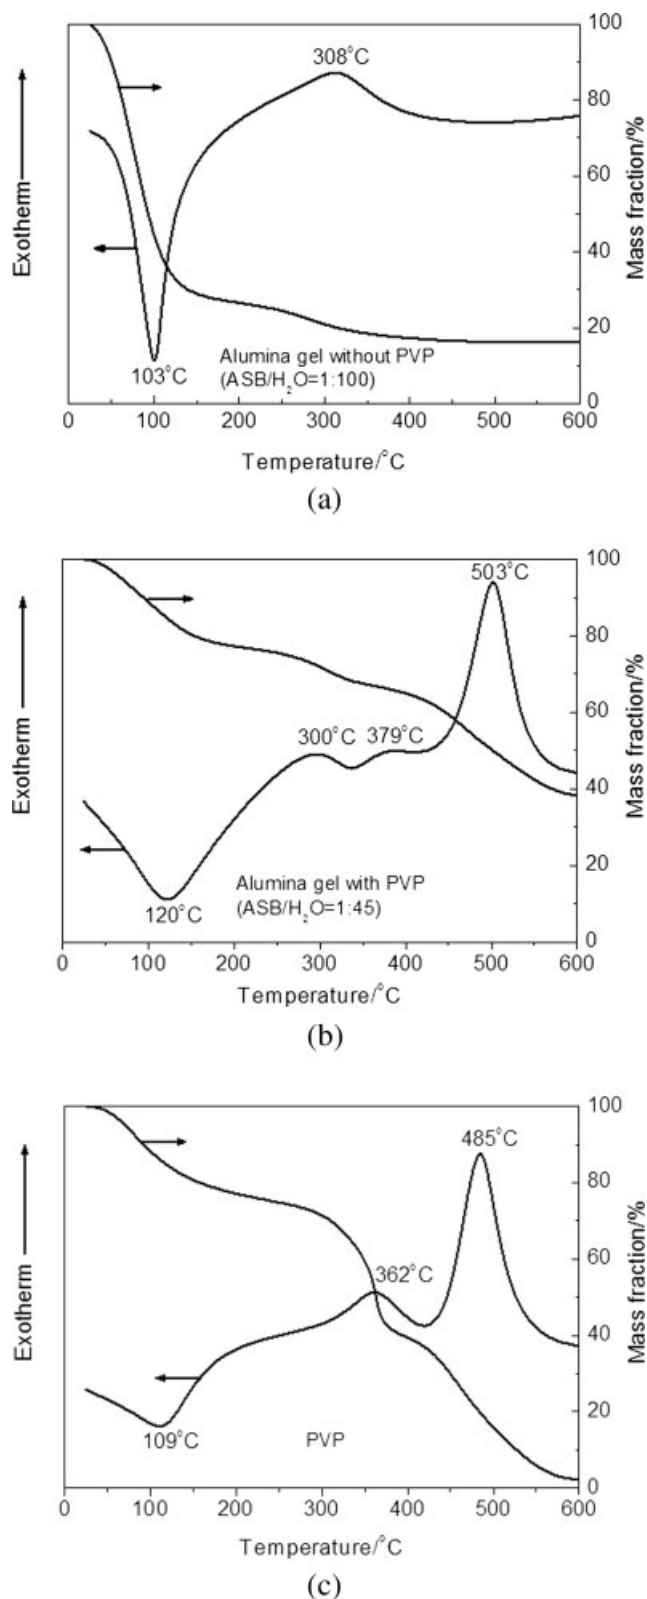 308°C
Exotherm
Mass fraction/%
100
80
60
40
20
0
103°C
Alumina gel without PVP
(ASB/H₂O=1:100)
0 100 200 300 400 500 600
Temperature/°C
(a)
503°C
Exotherm
Mass fraction/%
100
80
60
40
20
0
300°C 379°C
120°C
Alumina gel with PVP
(ASB/H₂O=1:45)
0 100 200 300 400 500 600
Temperature/°C
(b)
485°C
Exotherm
Mass fraction/%
100
80
60
40
20
0
362°C
109°C
PVP
0 100 200 300 400 500 600
Temperature/°C
(c)